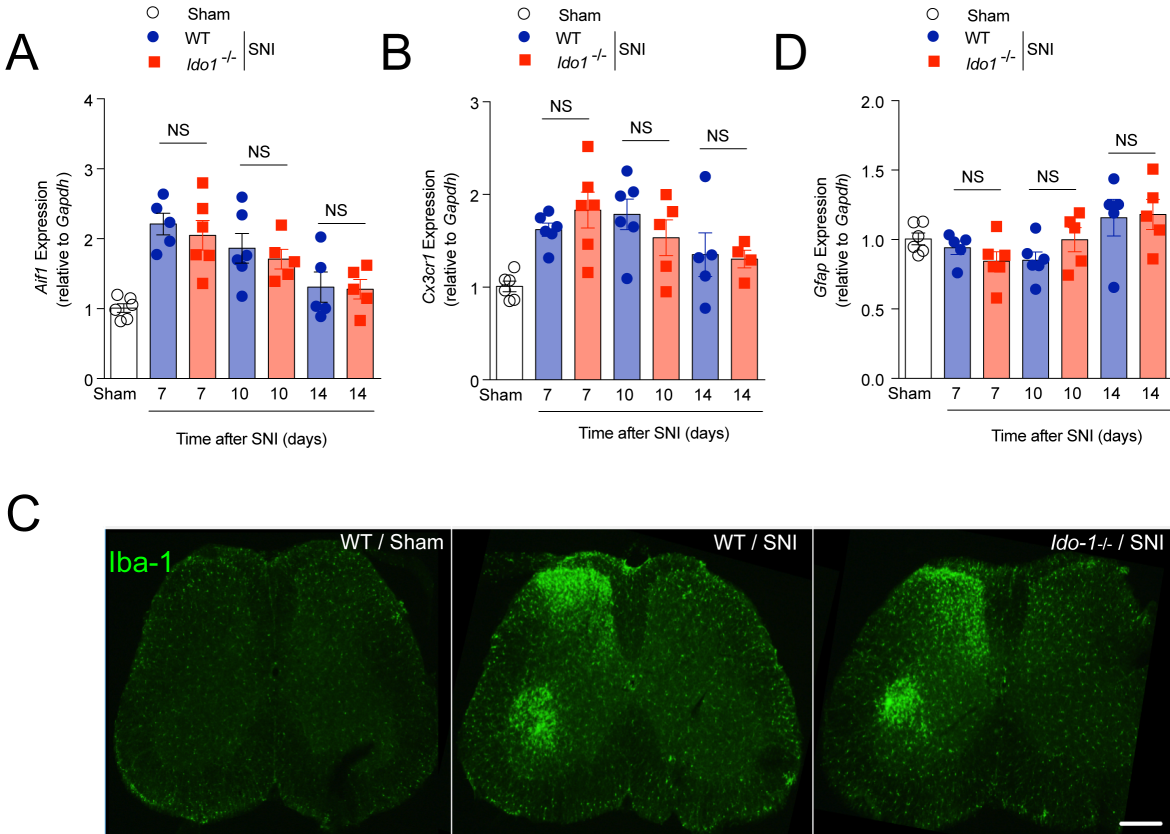 A
Sham
WT
Ido1 -/-
SNI
Aif1 Expression
(relative to Gapdh)
4
3
2
1
0
NS
NS
NS
Sham
7
7
10
10
14
14
Time after SNI (days)
B
Sham
WT
Ido1 -/-
SNI
Cx3cr1 Expression
(relative to Gapdh)
3
2
1
0
NS
NS
NS
Sham
7
7
10
10
14
14
Time after SNI (days)
D
Sham
WT
Ido1 -/-
SNI
Gfap Expression
(relative to Gapdh)
2.0
1.5
1.0
0.5
0.0
NS
NS
NS
Sham
7
7
10
10
14
14
Time after SNI (days)
C
Iba-1
WT / Sham
WT / SNI
Ido-1-/- / SNI